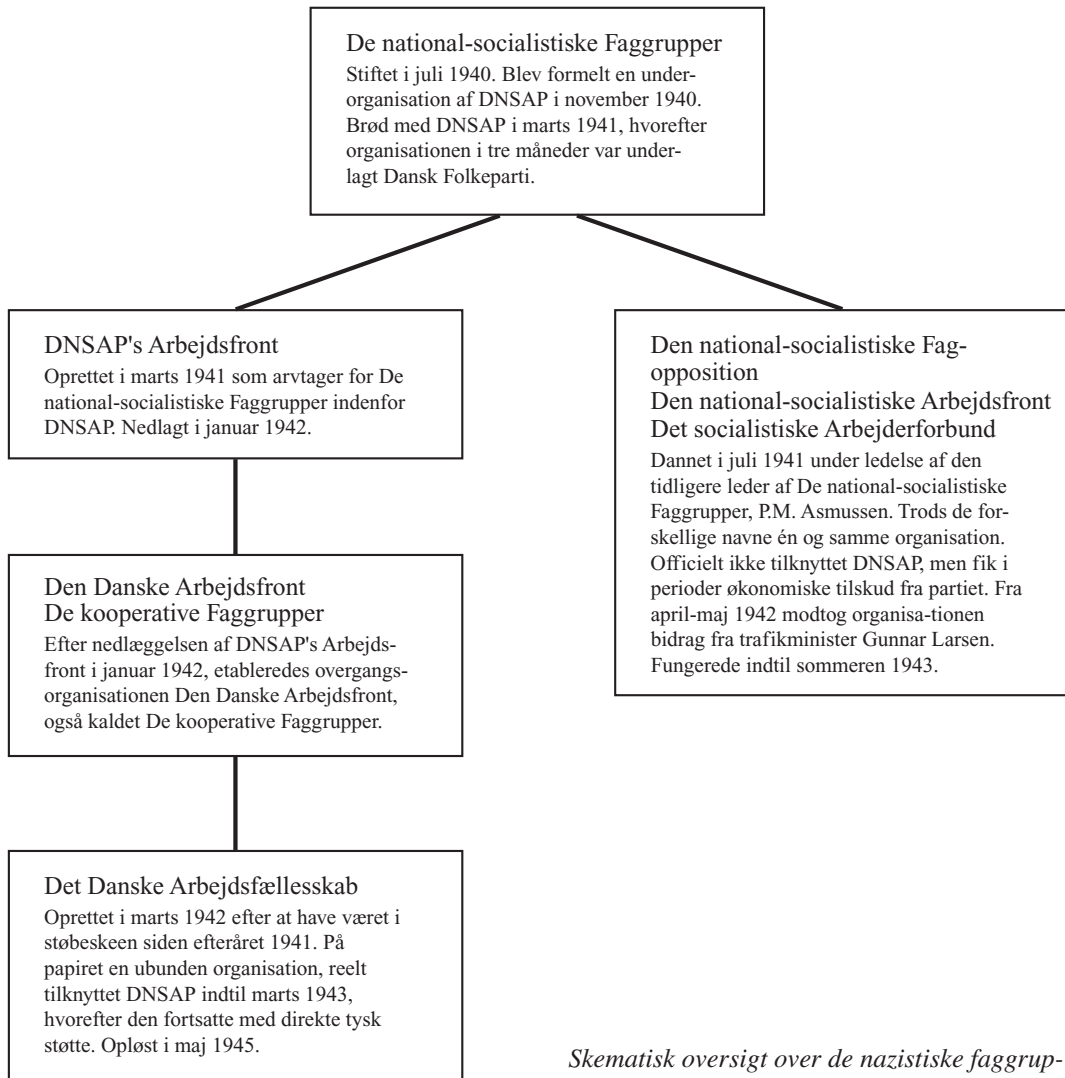 De national-socialistiske Faggrupper
Stiftet i juli 1940. Blev formelt en under-
organisation af DNSAP i november 1940.
Brød med DNSAP i marts 1941, hvorefter
organisationen i tre måneder var under-
lagt Dansk Folkeparti.
DNSAP's Arbejdsfront
Oprettet i marts 1941 som arvtager for De
national-socialistiske Faggrupper indenfor
DNSAP. Nedlagt i januar 1942.
Den Danske Arbejdsfront
De kooperative Faggrupper
Efter nedlæggelsen af DNSAP's Arbejds-
front i januar 1942, etableredes overgangs-
organisationen Den Danske Arbejdsfront,
også kaldet De kooperative Faggrupper.
Det Danske Arbejdsfællesskab
Oprettet i marts 1942 efter at have været i
støbeskeen siden efteråret 1941. På
papiret en ubunden organisation, reelt
tilknyttet DNSAP indtil marts 1943,
hvorefter den fortsatte med direkte tysk
støtte. Opløst i maj 1945.
Den national-socialistiske Fag-
opposition
Den national-socialistiske Arbejdsfront
Det socialistiske Arbejderforbund
Dannet i juli 1941 under ledelse af den
tidligere leder af De national-socialistiske
Faggrupper, P.M. Asmussen. Trods de for-
skellige navne én og samme organisation.
Officielt ikke tilknyttet DNSAP, men fik i
perioder økonomiske tilskud fra partiet. Fra
april-maj 1942 modtog organisa-tionen
bidrag fra trafikminister Gunnar Larsen.
Fungerede indtil sommeren 1943.
Skematisk oversigt over de nazistiske faggrup-